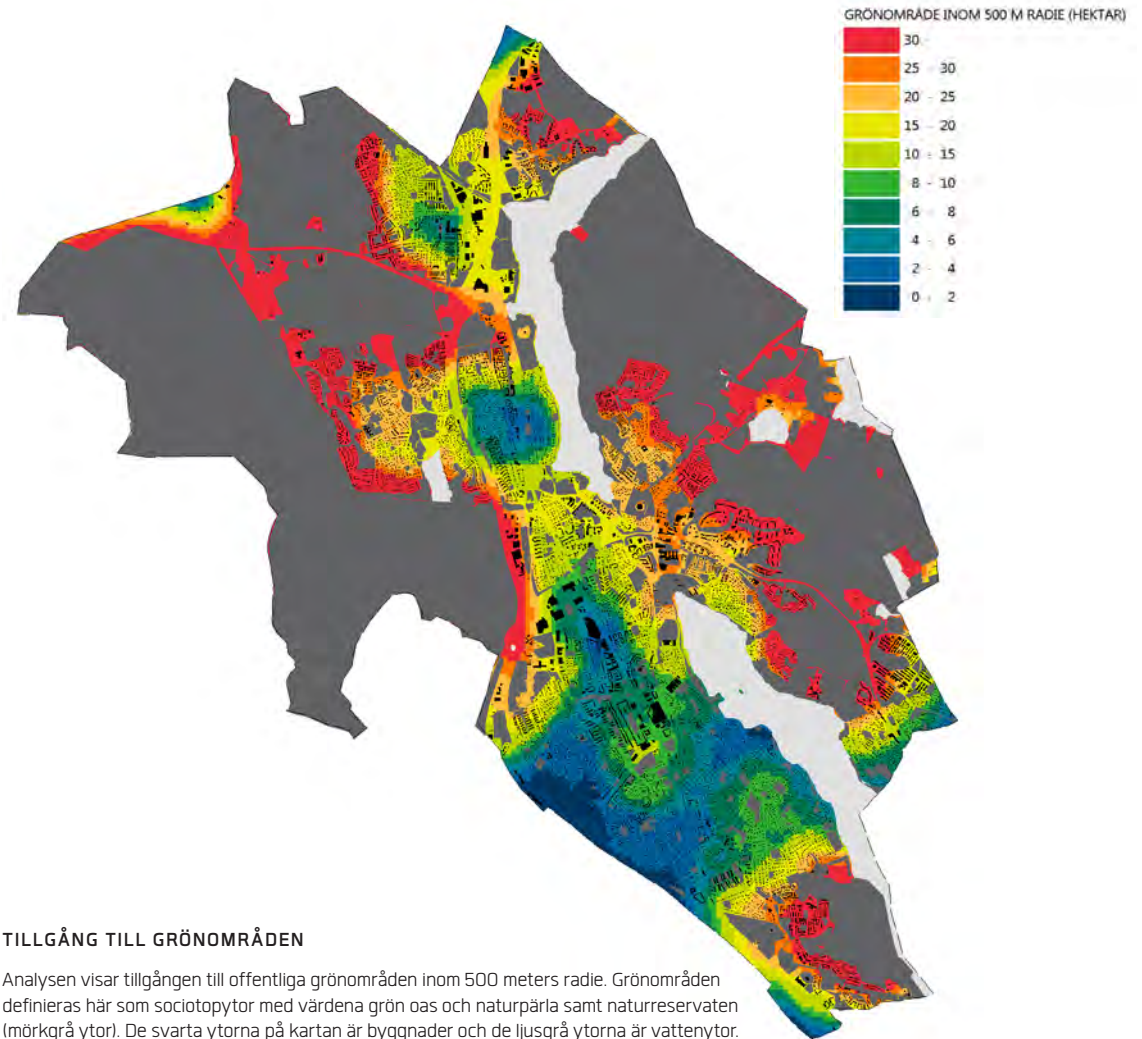 GRÖNOMRÅDE INOM 500 M RADIE (HEKTAR)
30 -
25 - 30
20 - 25
15 - 20
10 - 15
8 - 10
6 - 8
4 - 6
2 - 4
0 - 2
TILLGÅNG TILL GRÖNOMRÅDEN
Analysen visar tillgången till offentliga grönområden inom 500 meters radie. Grönområden
definieras här som sociotopytor med värdena grön oas och naturpärla samt naturreservaten
(mörkgrå ytor). De svarta ytorna på kartan är byggnader och de ljusgrå ytorna är vattenytor.